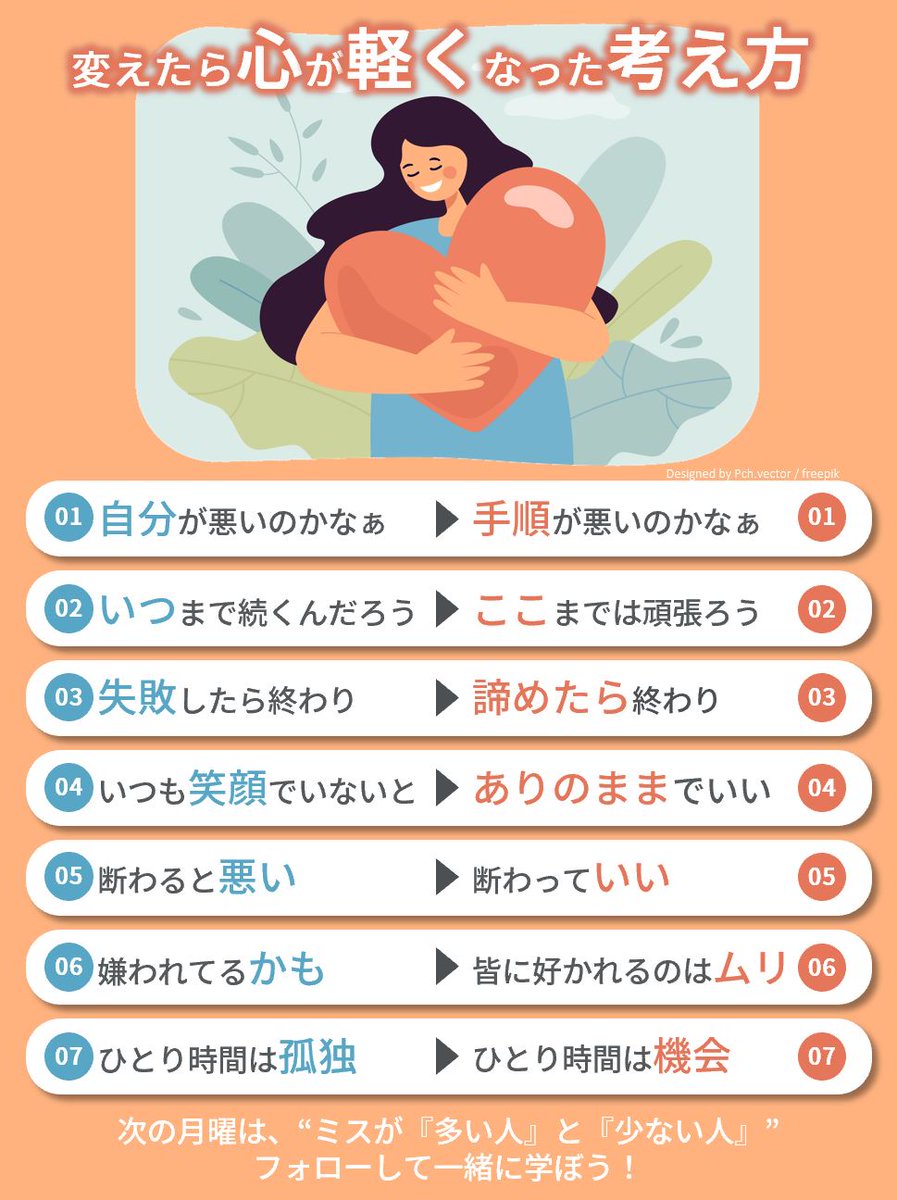 変えたら心が軽くなった考え方
Designed by Pch.vector / freepik
01 自分が悪いのかなぁ ▶ 手順が悪いのかなぁ 01
02 いつまで続くんだろう ▶ ここまでは頑張ろう 02
03 失敗したら終わり ▶ 諦めたら終わり 03
04 いつも笑顔でいないと ▶ ありのままでいい 04
05 断わると悪い ▶ 断わっていい 05
06 嫌われてるかも ▶ 皆に好かれるのはムリ 06
07 ひとり時間は孤独 ▶ ひとり時間は機会 07
次の月曜は、“ミスが『多い人』と『少ない人』”
フォローして一緒に学ぼう！